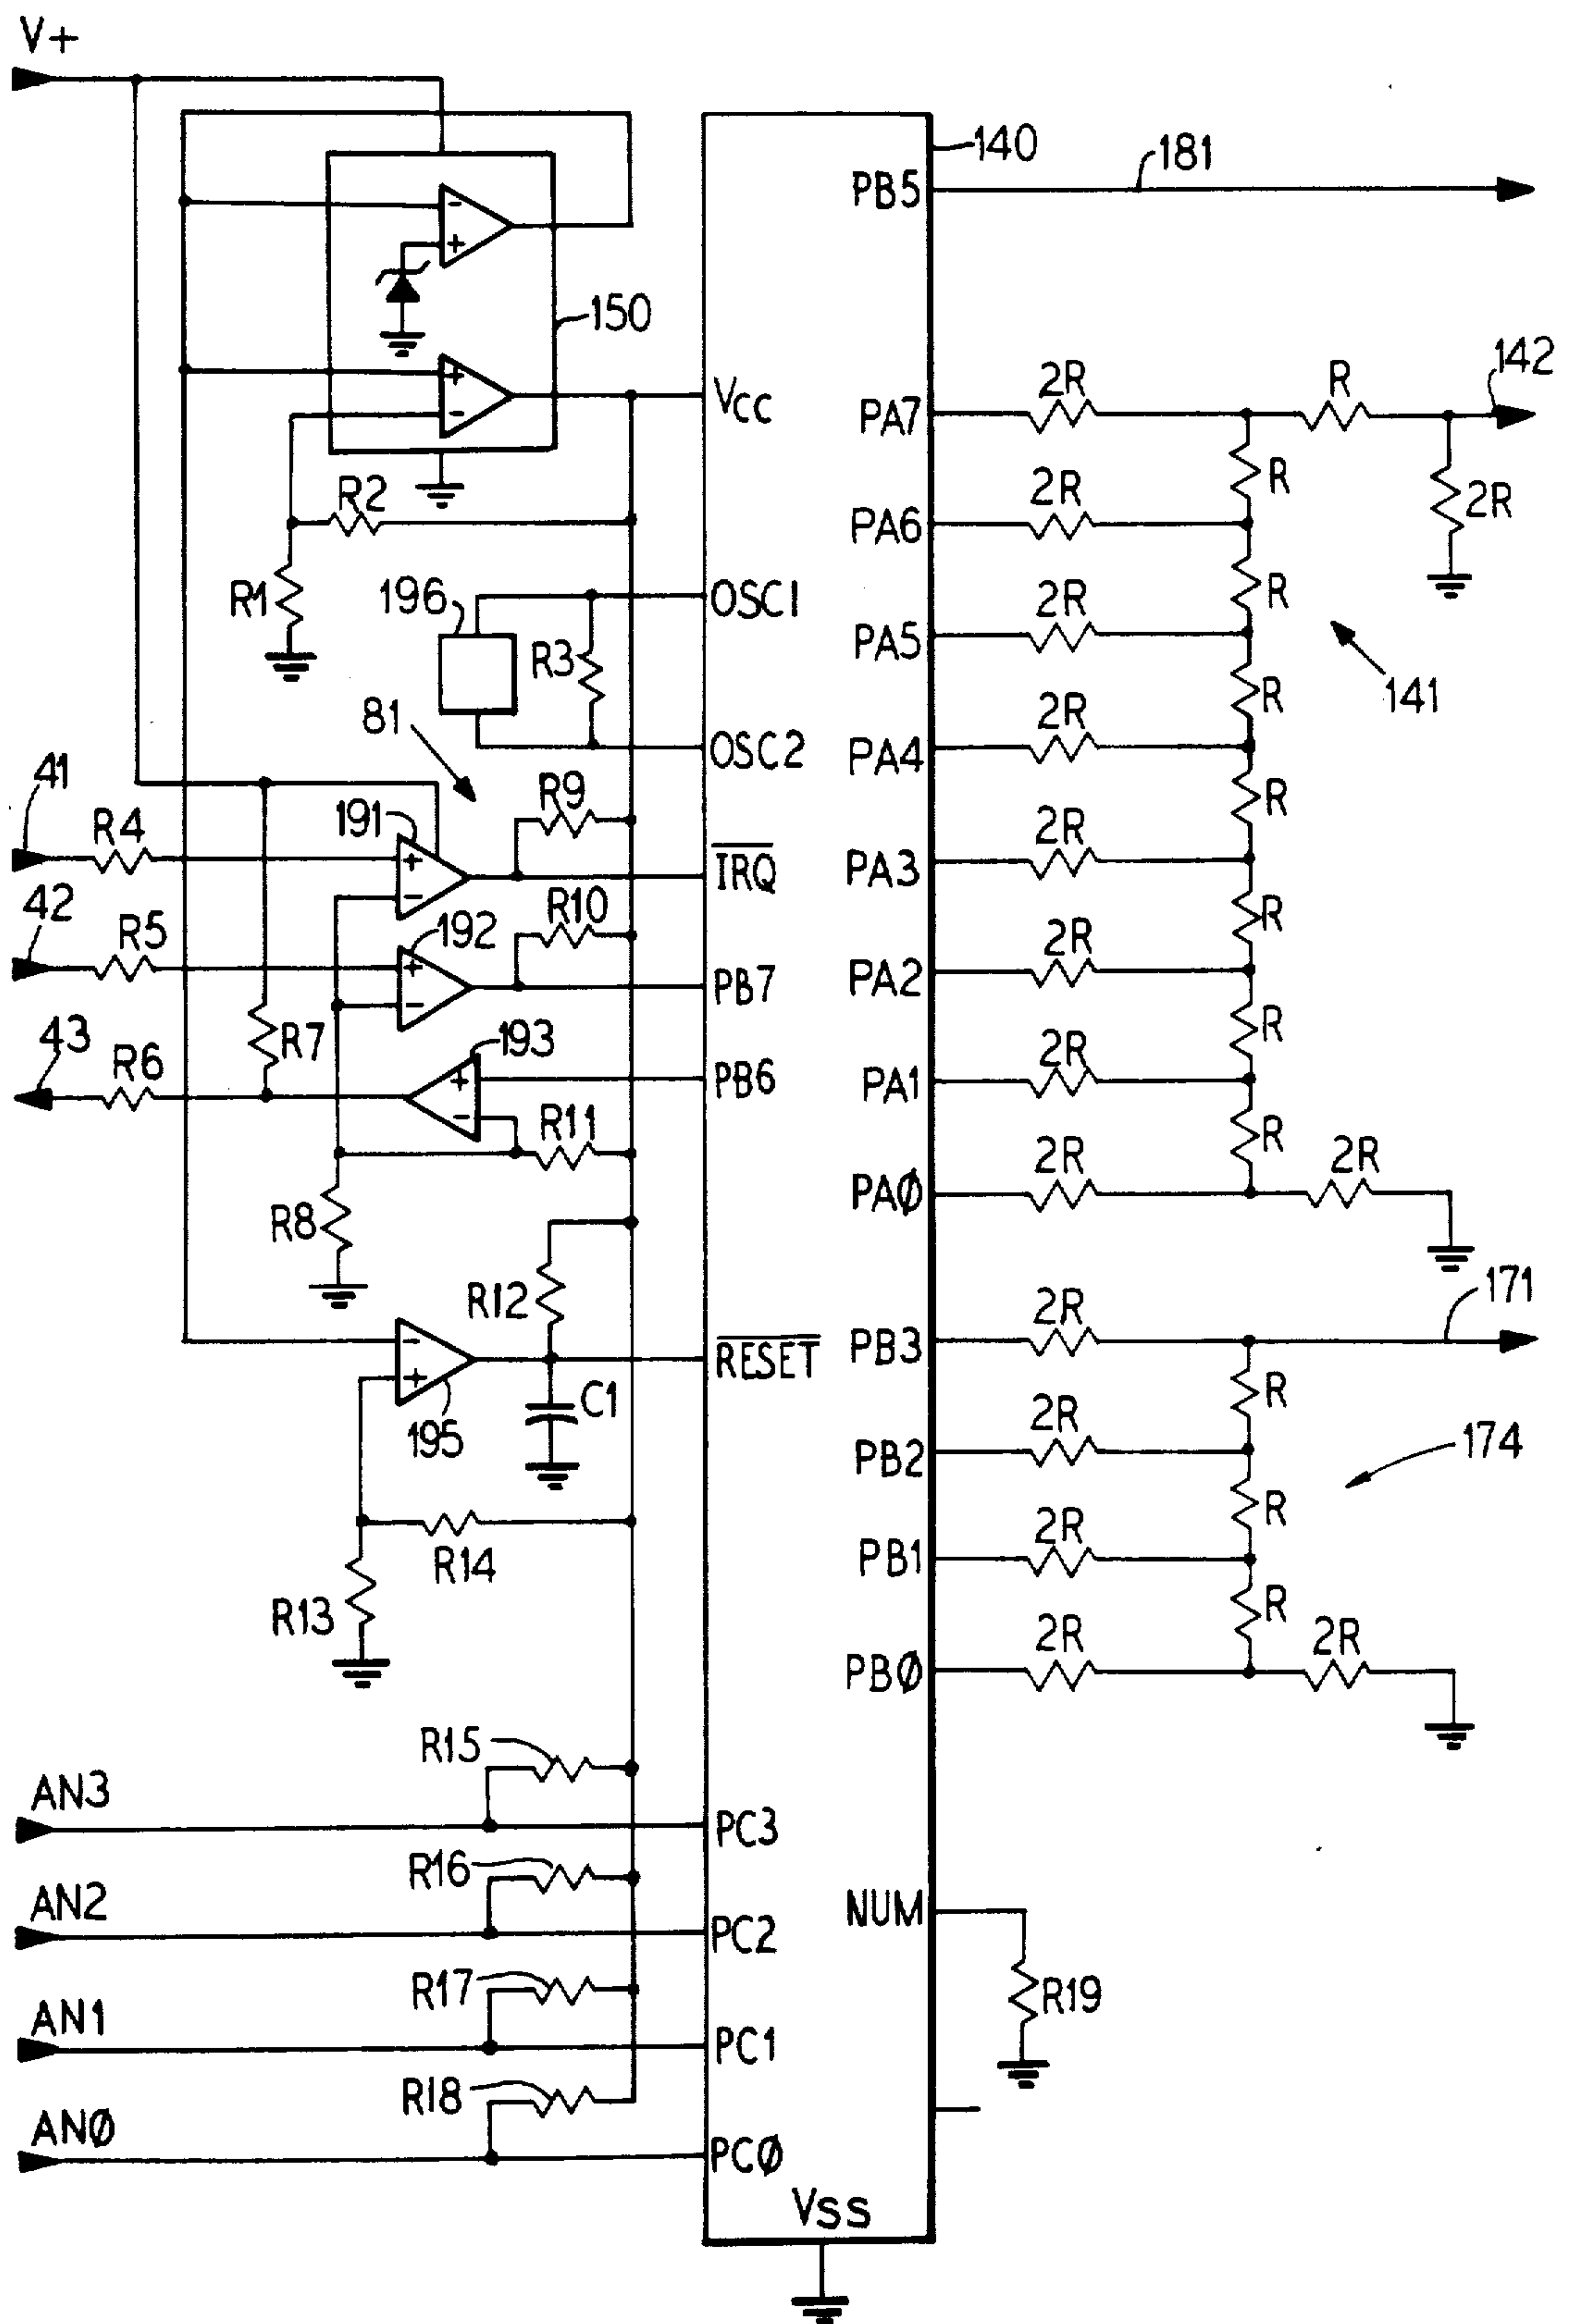 V+
140
PB5
181
150
VCC
PA7
2R
R
142
R
2R
R2
PA6
2R
R1
196
OSC1
R3
R
PA5
2R
141
R
81
OSC2
PA4
2R
41
R4
191
R9
R
IRQ
PA3
2R
42
R5
192
R10
R
PB7
PA2
2R
43
R6
R7
193
R
PB6
PA1
2R
R11
R
R8
PAØ
2R
2R
R12
171
RESET
PB3
2R
C1
R
195
PB2
2R
174
R14
R
PB1
2R
R13
R
PBØ
2R
2R
R15
AN3
PC3
R16
AN2
PC2
NUM
R17
R19
AN1
PC1
R18
ANØ
PCØ
VSS
+
-
+
-
+
-
+
-
+
-
+
-